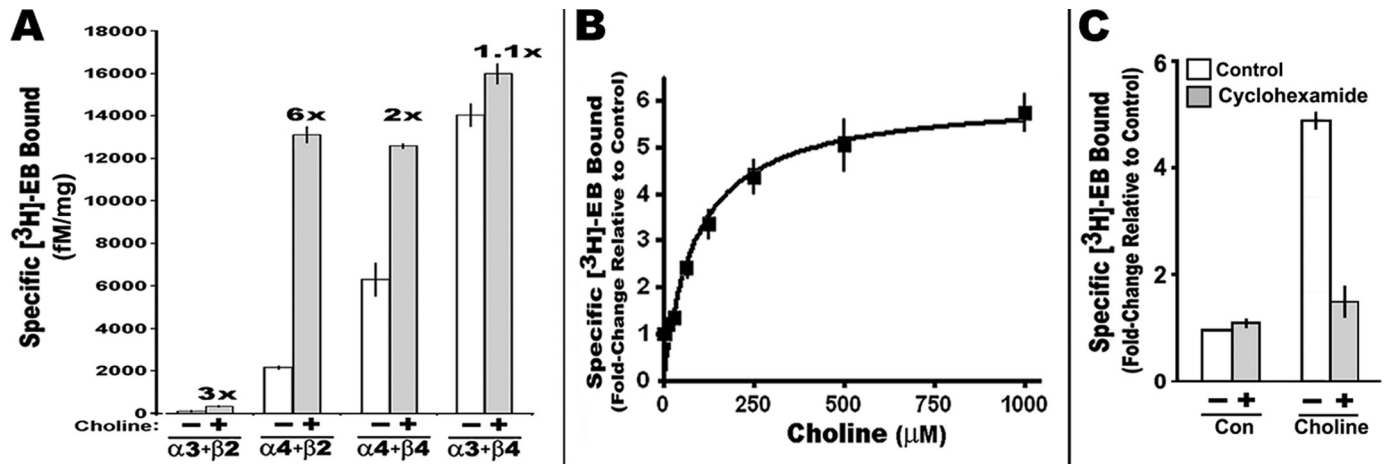 A
Specific [³H]-EB Bound
(fM/mg)
18000
16000
14000
12000
10000
8000
6000
4000
2000
0
3x
6x
2x
1.1x
Choline: − + − + − + − +
α3+β2 α4+β2 α4+β4 α3+β4
B
Specific [³H]-EB Bound
(Fold-Change Relative to Control)
6
5
4
3
2
1
0
0 250 500 750 1000
Choline (μM)
C
Specific [³H]-EB Bound
(Fold-Change Relative to Control)
6
4
2
0
Control
Cyclohexamide
− + − +
Con Choline